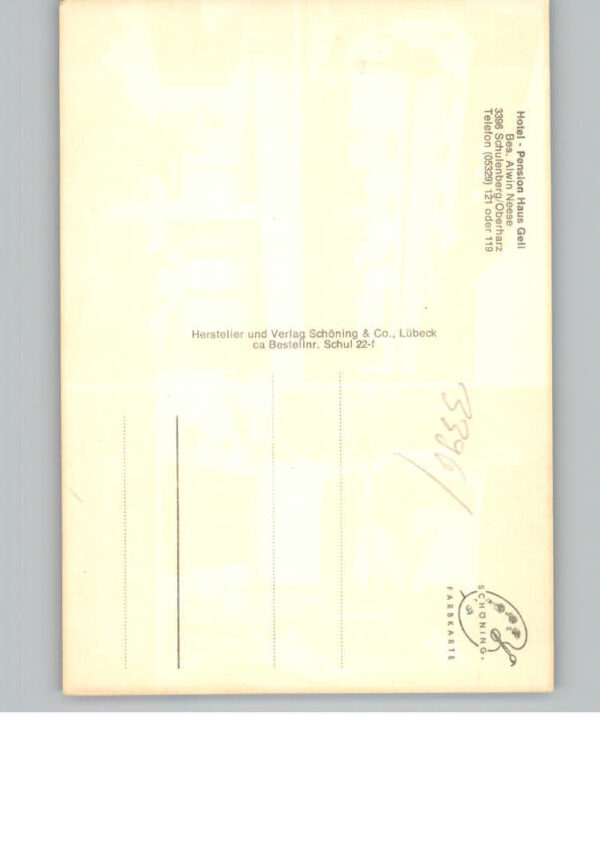 Hotel - Pension Haus Geli
Bes. Alwin Neese
3396 Schulenberg/Oberharz
Telefon (05329) 121 oder 119
Hersteller und Verlag Schöning & Co., Lübeck
ca Bestellnr. Schul 22-f
3396/
SCHÖNING-
FARBKARTE